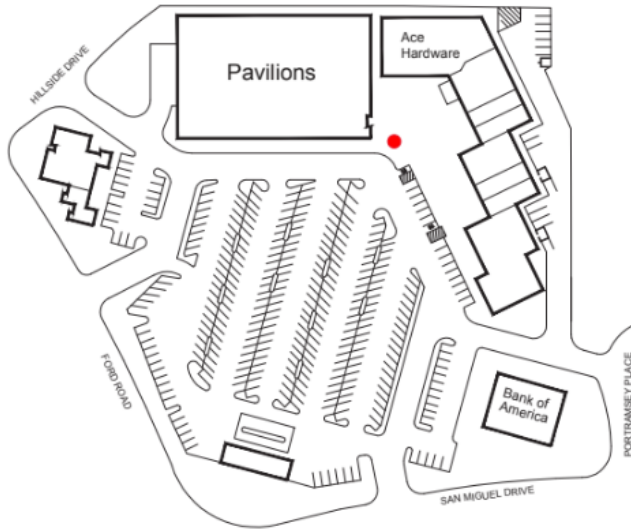 Ace
Hardware
Pavilions
HILLSIDE DRIVE
FORD ROAD
PORTRAMSEY PLACE
Bank of
America
SAN MIGUEL DRIVE